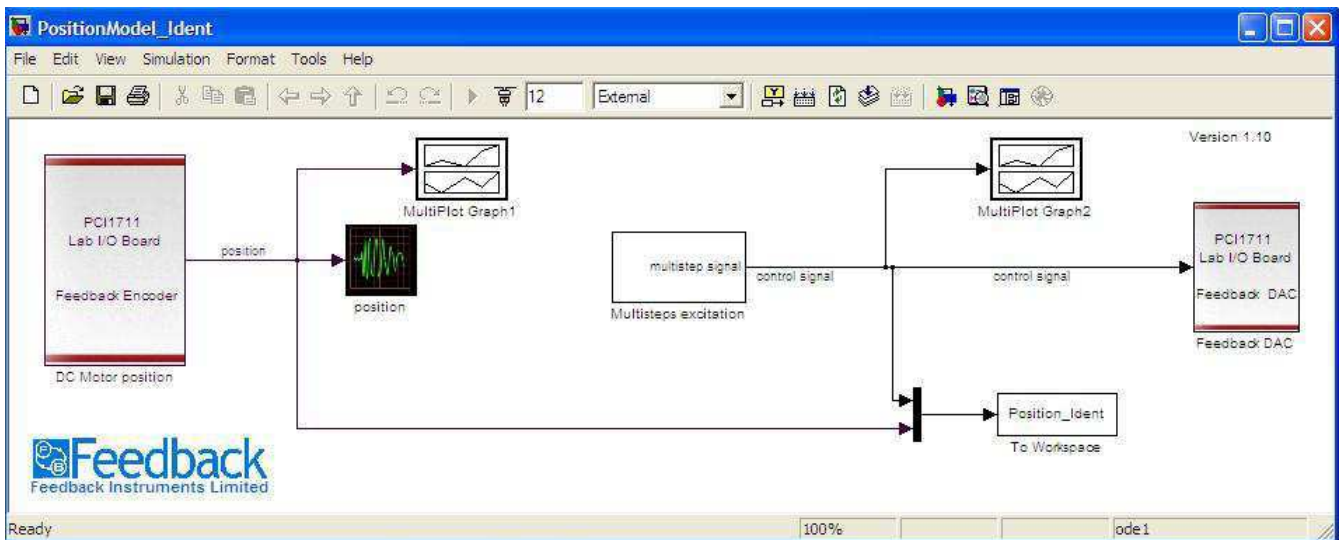 PositionModel_Ident
File Edit View Simulation Format Tools Help
12 External
Version 1.10
PCI1711
Lab I/O Board
Feedback Encoder
DC Motor position
position
MultiPlot Graph1
position
multistep signal
Multisteps excitation
control signal
MultiPlot Graph2
control signal
PCI1711
Lab I/O Board
Feedback DAC
Feedback DAC
Position_Ident
To Workspace
Feedback
Feedback Instruments Limited
Ready 100% ode1